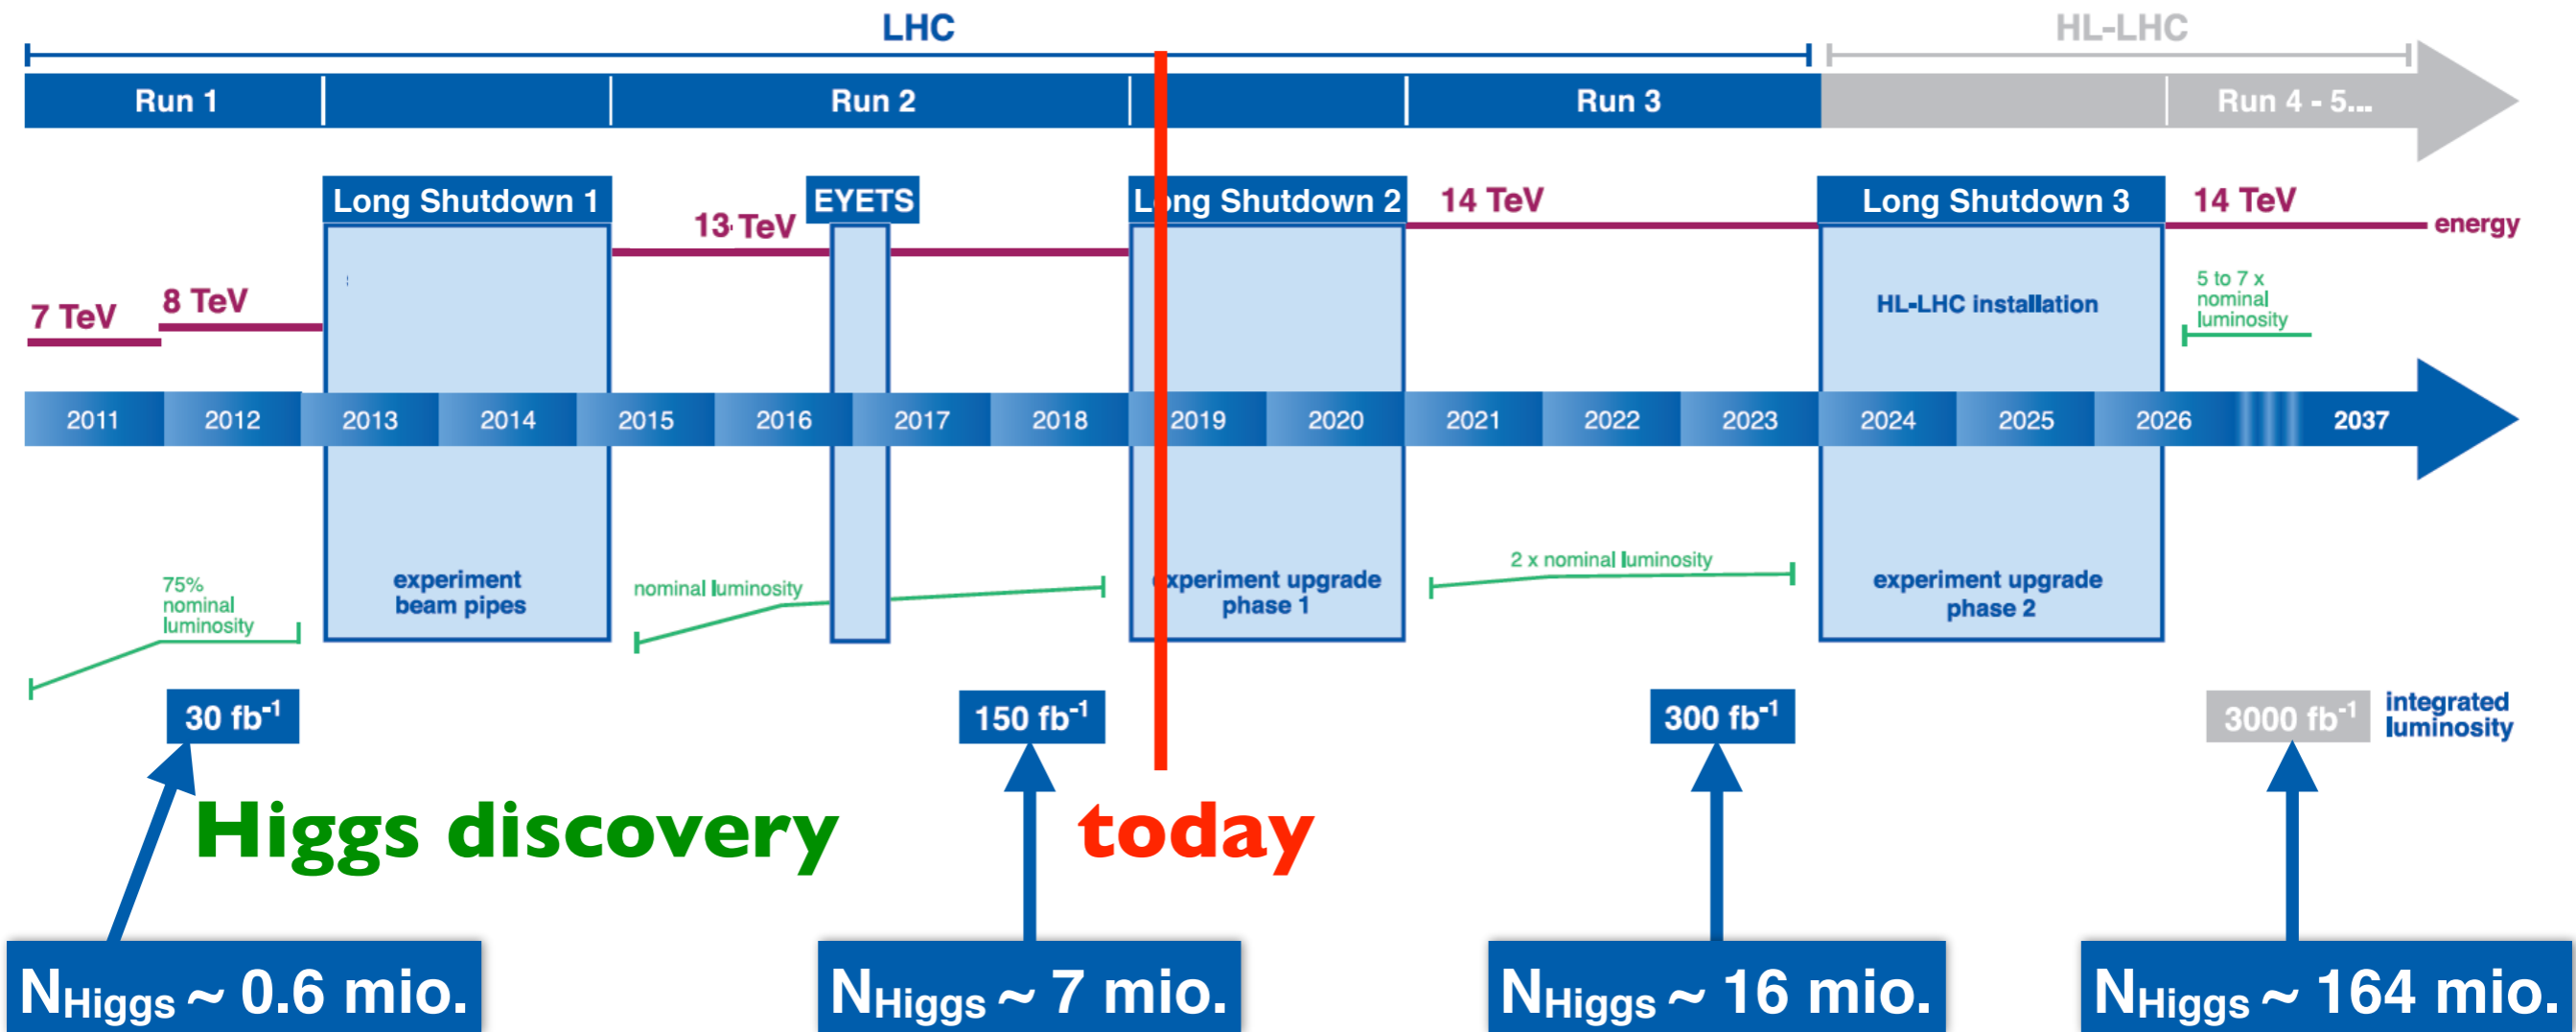 LHC
HL-LHC
Run 1
Run 2
Run 3
Run 4 - 5...
Long Shutdown 1
EYETS
Long Shutdown 2
14 TeV
Long Shutdown 3
14 TeV
13 TeV
energy
7 TeV
8 TeV
HL-LHC installation
5 to 7 x
nominal
luminosity
2011
2012
2013
2014
2015
2016
2017
2018
2019
2020
2021
2022
2023
2024
2025
2026
2037
75%
nominal
luminosity
experiment
beam pipes
nominal luminosity
experiment upgrade
phase 1
2 x nominal luminosity
experiment upgrade
phase 2
30 fb⁻¹
150 fb⁻¹
300 fb⁻¹
3000 fb⁻¹
integrated
luminosity
Higgs discovery
today
NHiggs ~ 0.6 mio.
NHiggs ~ 7 mio.
NHiggs ~ 16 mio.
NHiggs ~ 164 mio.